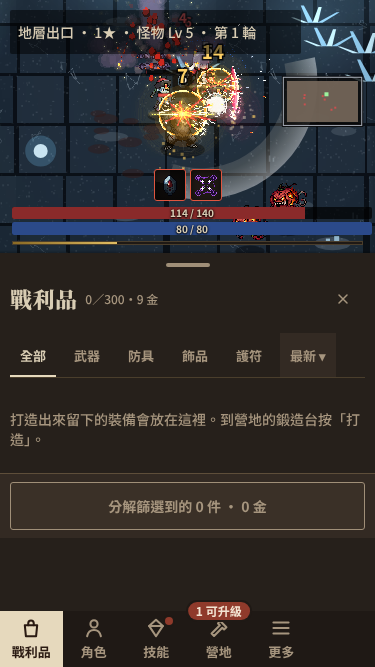 地層出口 • 1★ • 怪物 Lv 5 • 第 1 輪
14
7
114 / 140
80 / 80
戰利品 0／300・9 金 ×
全部 武器 防具 飾品 護符 最新 ▾
打造出來留下的裝備會放在這裡。到營地的鍛造台按「打
造」。
分解篩選到的 0 件 • 0 金
1 可升級
戰利品 角色 技能 營地 更多